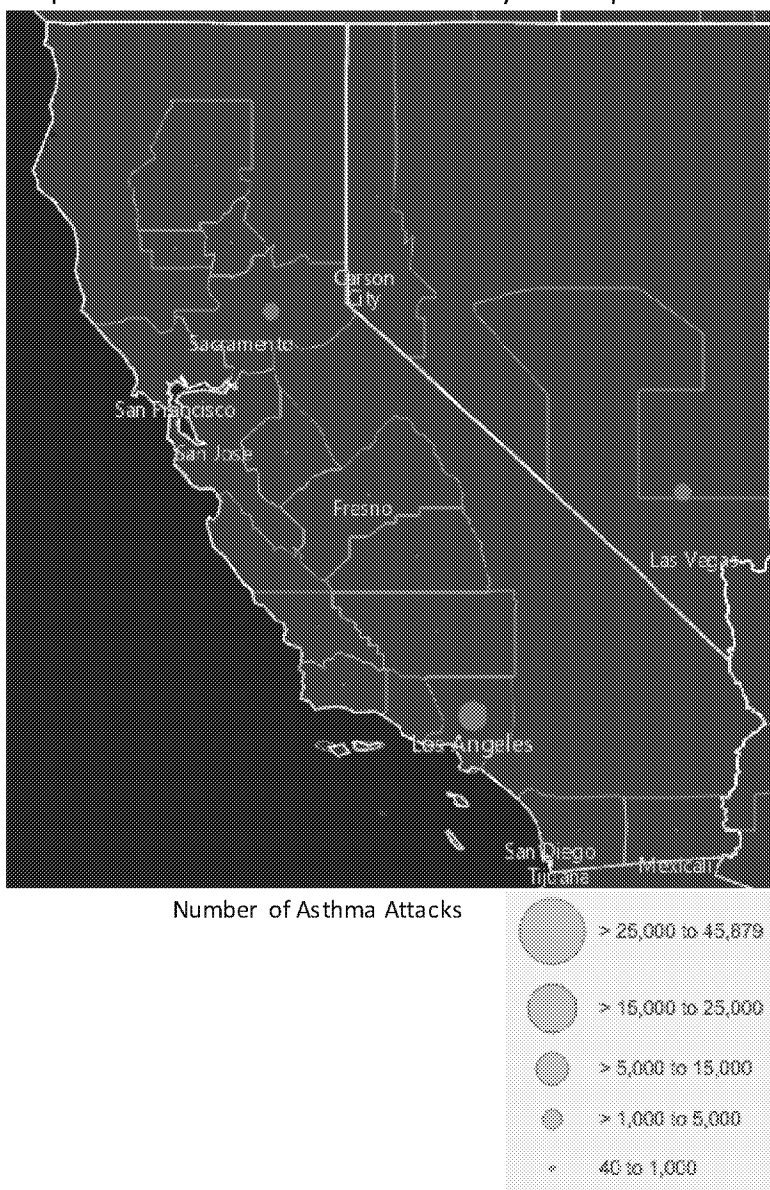 Carson
City
Sacramento
San Francisco
San Jose
Fresno
Las Vegas
Los Angeles
San Diego
Tijuana
Mexicali
Number of Asthma Attacks
> 25,000 to 45,879
> 15,000 to 25,000
> 5,000 to 15,000
> 1,000 to 5,000
40 to 1,000